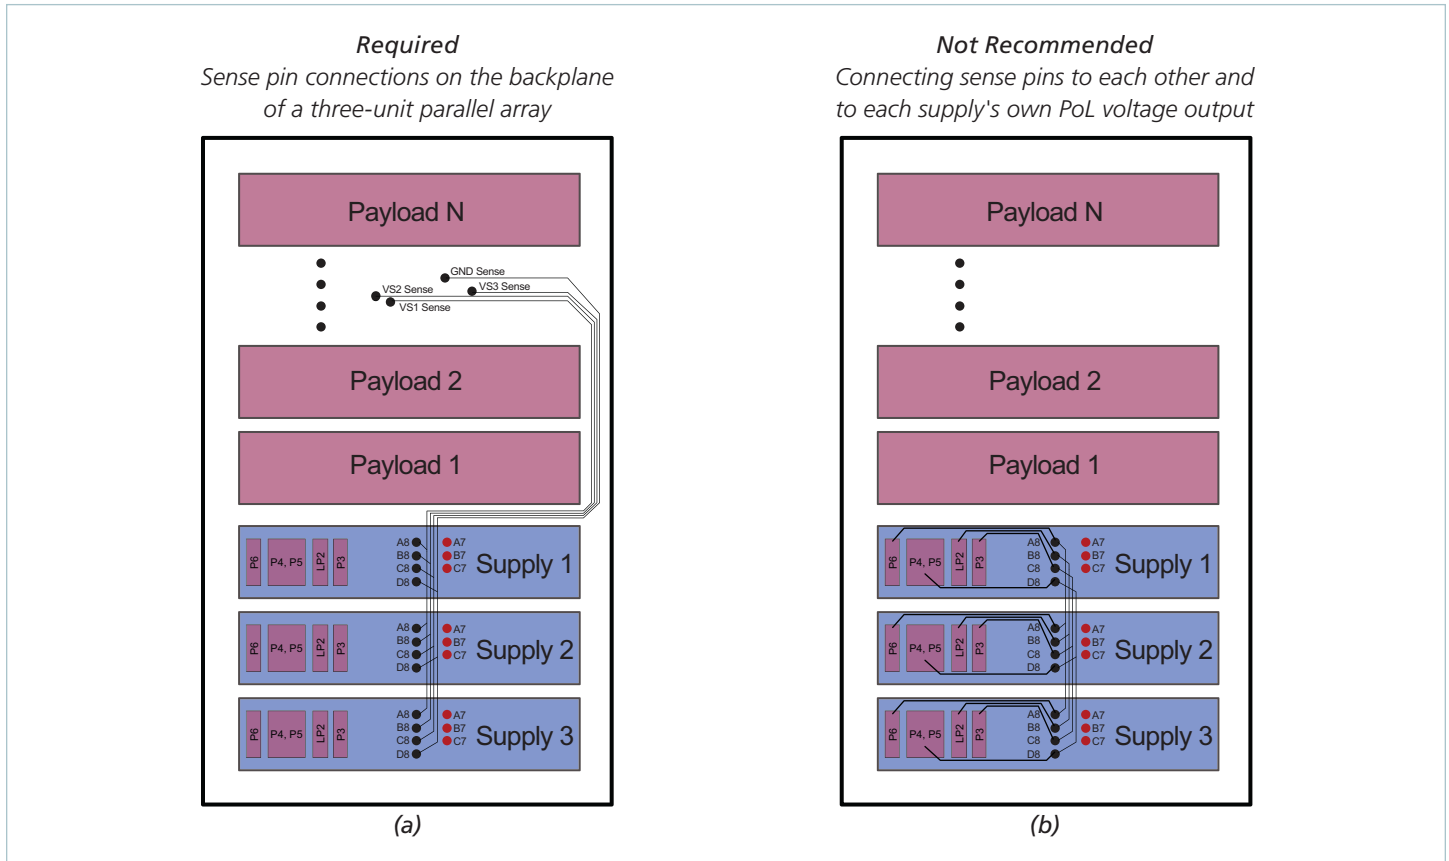 Required
Sense pin connections on the backplane
of a three-unit parallel array
Payload N
GND Sense
VS2 Sense
VS3 Sense
VS1 Sense
Payload 2
Payload 1
P6
P4, P5
LP2
P3
A8
B8
C8
D8
A7
B7
C7
Supply 1
P6
P4, P5
LP2
P3
A8
B8
C8
D8
A7
B7
C7
Supply 2
P6
P4, P5
LP2
P3
A8
B8
C8
D8
A7
B7
C7
Supply 3
(a)
Not Recommended
Connecting sense pins to each other and
to each supply's own PoL voltage output
Payload N
Payload 2
Payload 1
P6
P4, P5
LP2
P3
A8
B8
C8
D8
A7
B7
C7
Supply 1
P6
P4, P5
LP2
P3
A8
B8
C8
D8
A7
B7
C7
Supply 2
P6
P4, P5
LP2
P3
A8
B8
C8
D8
A7
B7
C7
Supply 3
(b)